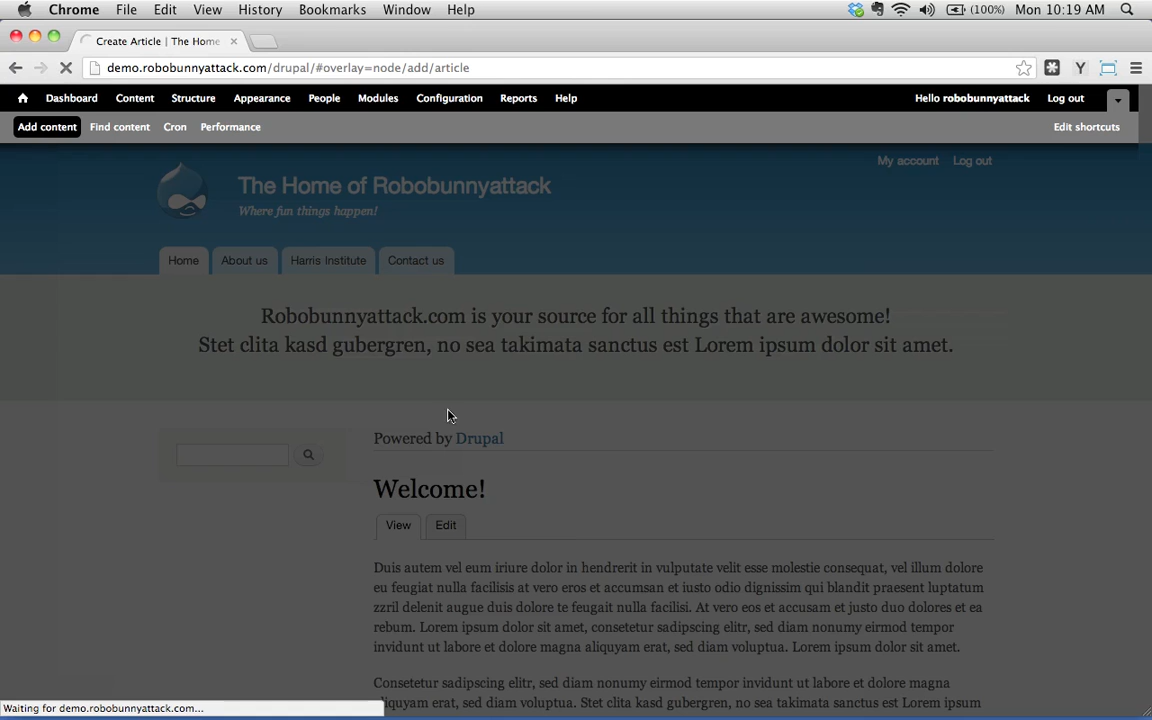 Chrome File Edit View History Bookmarks Window Help (100%) Mon 10:19 AM
Create Article | The Home
demo.robobunnyattack.com/drupal/#overlay=node/add/article
Dashboard Content Structure Appearance People Modules Configuration Reports Help Hello robobunnyattack Log out
Add content Find content Cron Performance Edit shortcuts
My account Log out
The Home of Robobunnyattack
Where fun things happen!
Home About us Harris Institute Contact us
Robobunnyattack.com is your source for all things that are awesome!
Stet clita kasd gubergren, no sea takimata sanctus est Lorem ipsum dolor sit amet.
Powered by Drupal
Welcome!
View Edit
Duis autem vel eum iriure dolor in hendrerit in vulputate velit esse molestie consequat, vel illum dolore
eu feugiat nulla facilisis at vero eros et accumsan et iusto odio dignissim qui blandit praesent luptatum
zzril delenit augue duis dolore te feugait nulla facilisi. At vero eos et accusam et justo duo dolores et ea
rebum. Lorem ipsum dolor sit amet, consetetur sadipscing elitr, sed diam nonumy eirmod tempor
invidunt ut labore et dolore magna aliquyam erat, sed diam voluptua. Lorem ipsum dolor sit amet.
Consetetur sadipscing elitr, sed diam nonumy eirmod tempor invidunt ut labore et dolore magna
aliquyam erat, sed diam voluptua. Stet clita kasd gubergren, no sea takimata sanctus est Lorem ipsum
Waiting for demo.robobunnyattack.com...